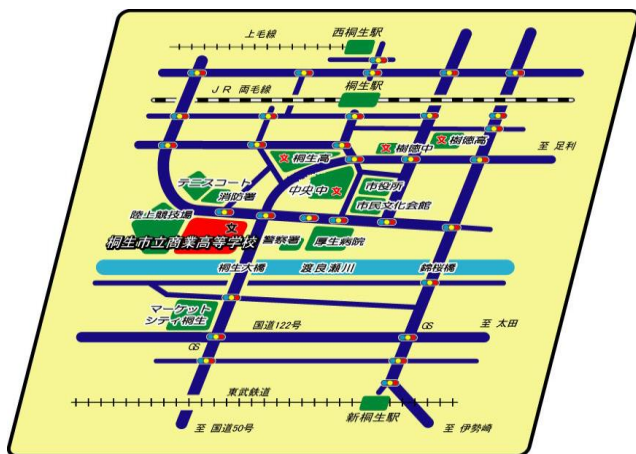 西桐生駅
上毛線
桐生駅
JR 両毛線
樹徳高
樹徳中
至 足利
文
桐生高
文
文
テニスコート
消防署
中央中
文
市役所
市民文化会館
陸上競技場
文
桐生市立商業高等学校
警察署
厚生病院
桐生大橋
渡良瀬川
錦桜橋
マーケット
シティ桐生
国道122号
GS
至 太田
GS
東武鉄道
新桐生駅
至 国道50号
至 伊勢崎